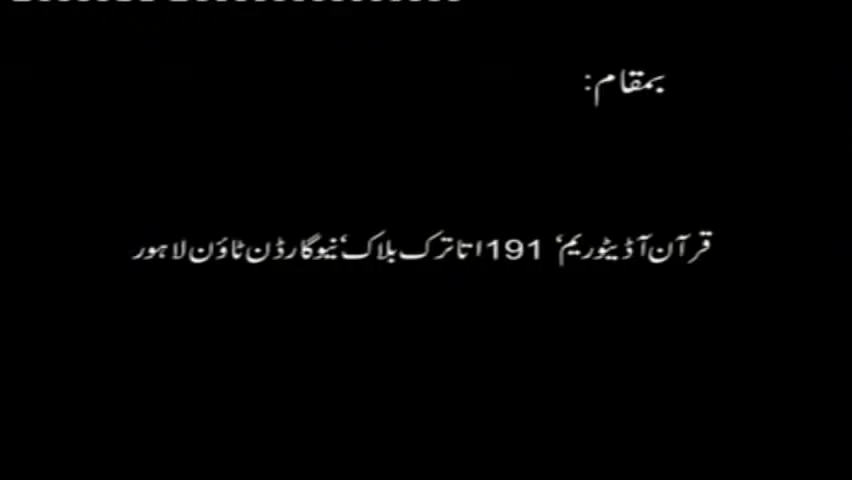 بمقام:
قرآن آڈیٹوریم‘ 191 اتاترک بلاک‘ نیو گارڈن ٹاؤن لاہور